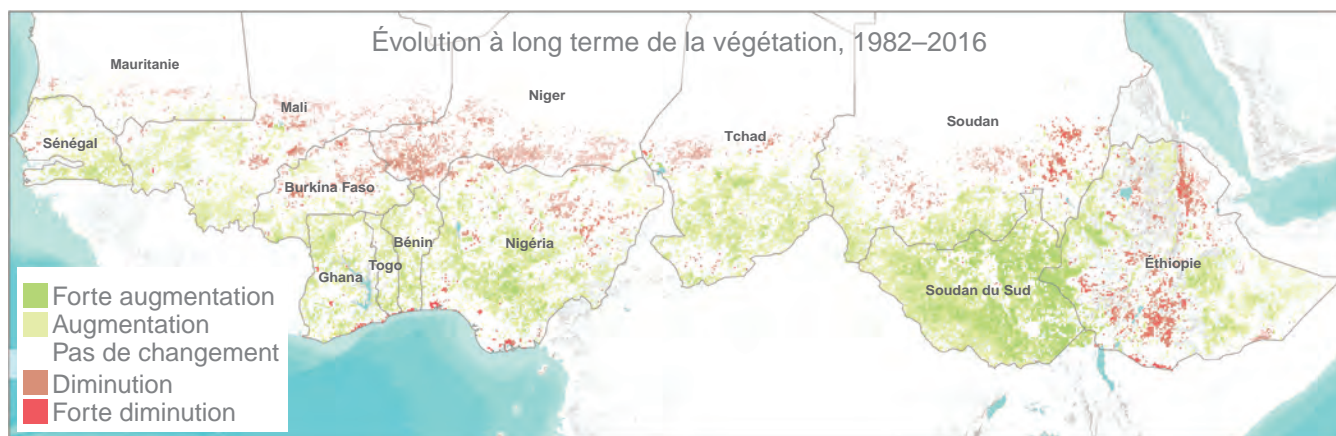 Évolution à long terme de la végétation, 1982–2016
Mauritanie
Mali
Niger
Tchad
Soudan
Sénégal
Burkina Faso
Bénin
Nigéria
Ghana
Togo
Soudan du Sud
Éthiopie
Forte augmentation
Augmentation
Pas de changement
Diminution
Forte diminution